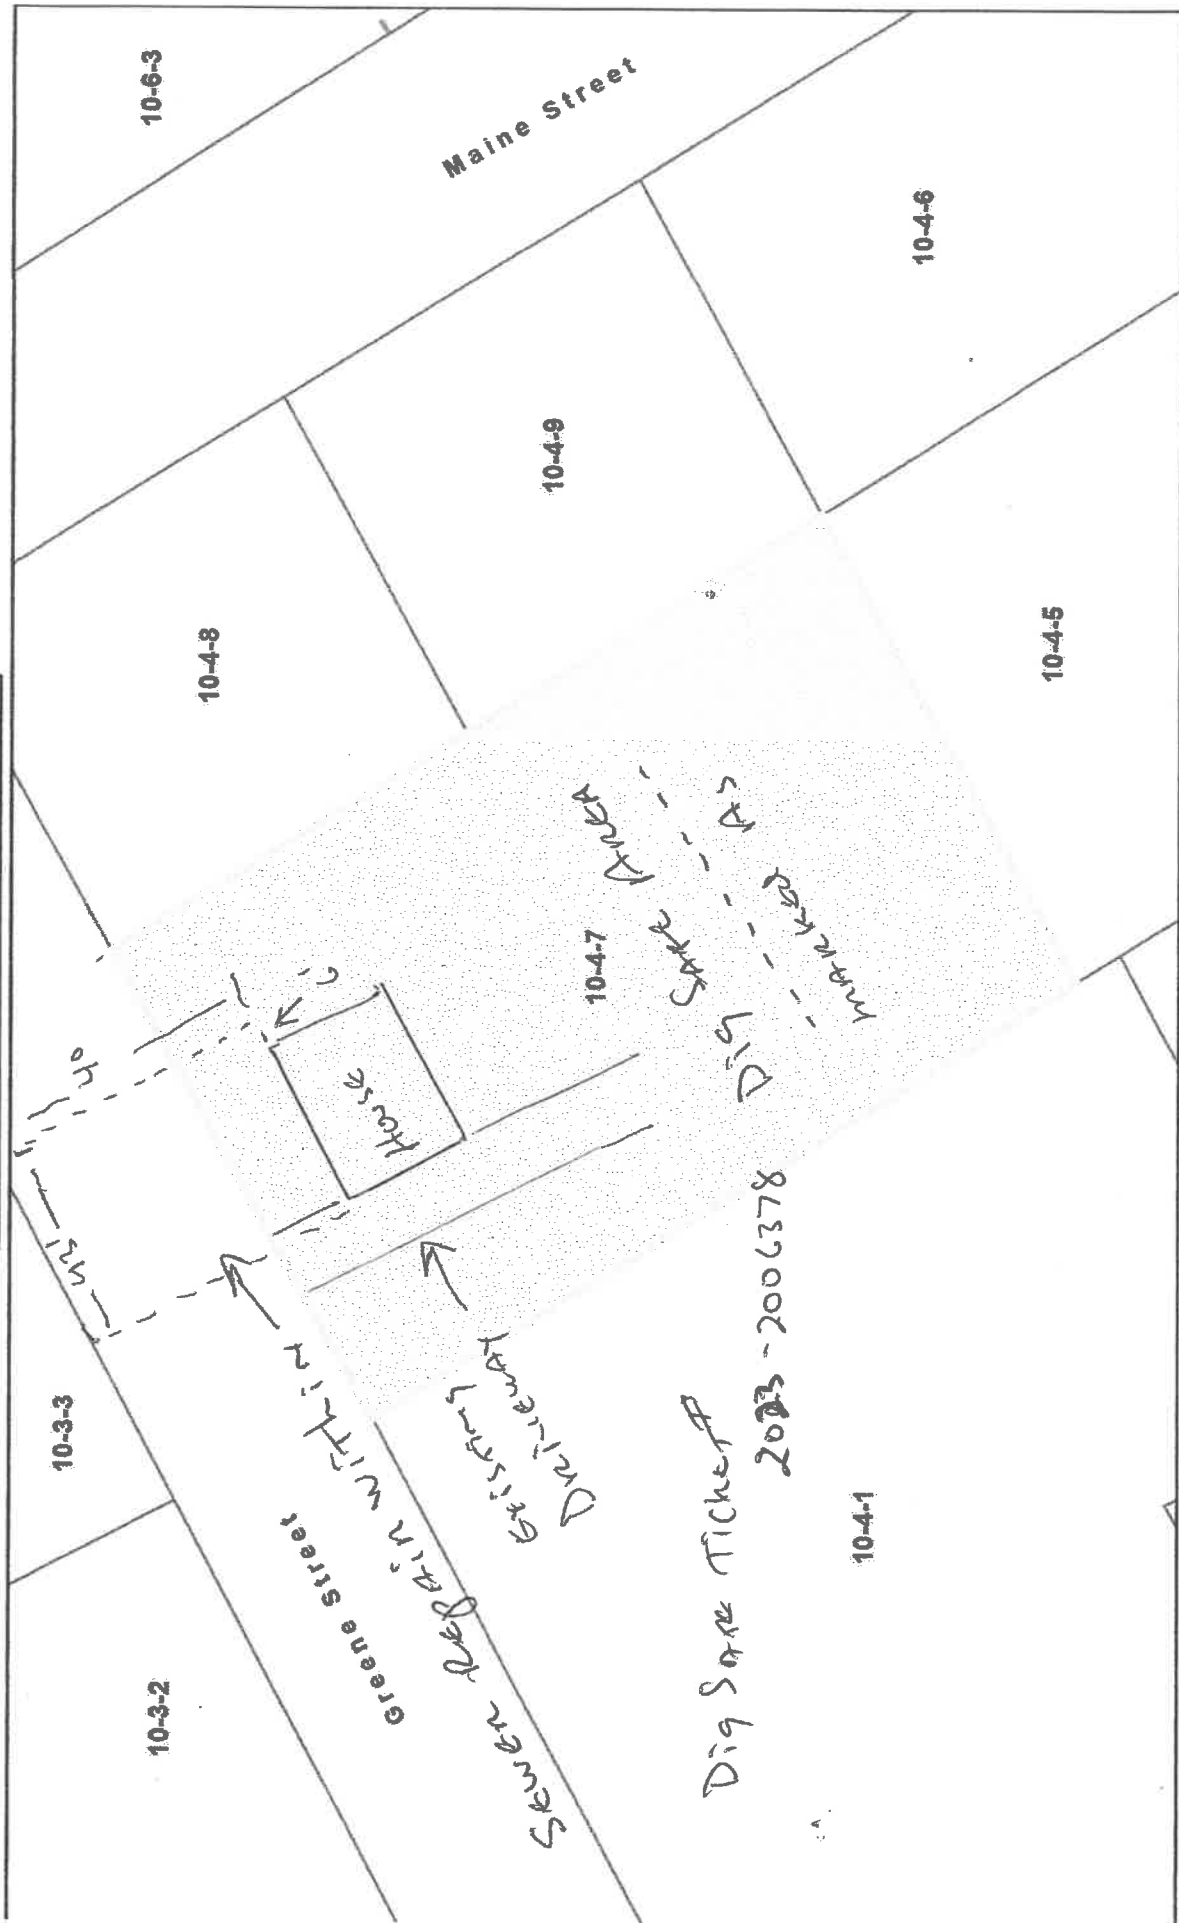 10-6-3
Maine Street
10-4-6
10-4-9
10-4-8
10-4-5
10-4-7
Dig SAFE AREA
AS
MARKED
House
40
42'
10-3-3
10-3-2
Greene Street
SEWER REPAIR WITHIN
Existing
DRIVEWAY
Dig SAFE TICKET#
2023-2006378
10-4-1